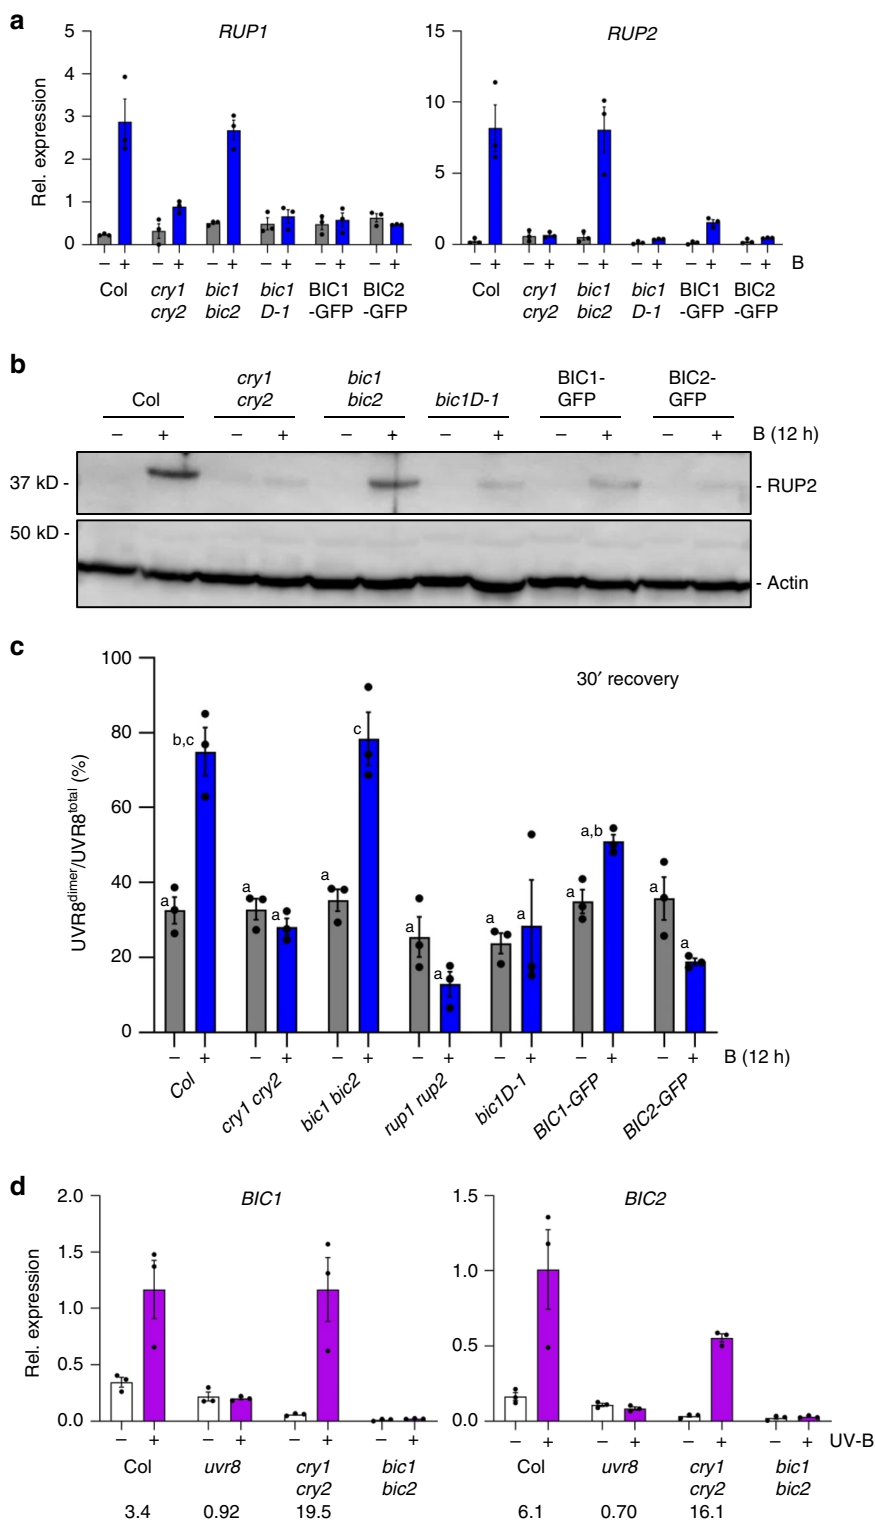 a
RUP1
RUP2
Rel. expression
5
4
3
2
1
0
15
10
5
0
– + – + – + – + – + – +
– + – + – + – + – + – + B
Col cry1 cry2 bic1 bic2 bic1 D-1 BIC1 -GFP BIC2 -GFP
Col cry1 cry2 bic1 bic2 bic1 D-1 BIC1 -GFP BIC2 -GFP
b
Col cry1 cry2 bic1 bic2 bic1D-1 BIC1- GFP BIC2- GFP
– + – + – + – + – + – + B (12 h)
37 kD -
- RUP2
50 kD -
- Actin
c
30′ recovery
UVR8dimer/UVR8total (%)
100
80
60
40
20
0
a b,c a a a c a a a a a a,b a a
– + – + – + – + – + – + – + B (12 h)
Col cry1 cry2 bic1 bic2 rup1 rup2 bic1D-1 BIC1-GFP BIC2-GFP
d
BIC1
BIC2
Rel. expression
2.0
1.5
1.0
0.5
0.0
1.5
1.0
0.5
0.0
– + – + – + – +
– + – + – + – + UV-B
Col uvr8 cry1 cry2 bic1 bic2
Col uvr8 cry1 cry2 bic1 bic2
3.4 0.92 19.5
6.1 0.70 16.1